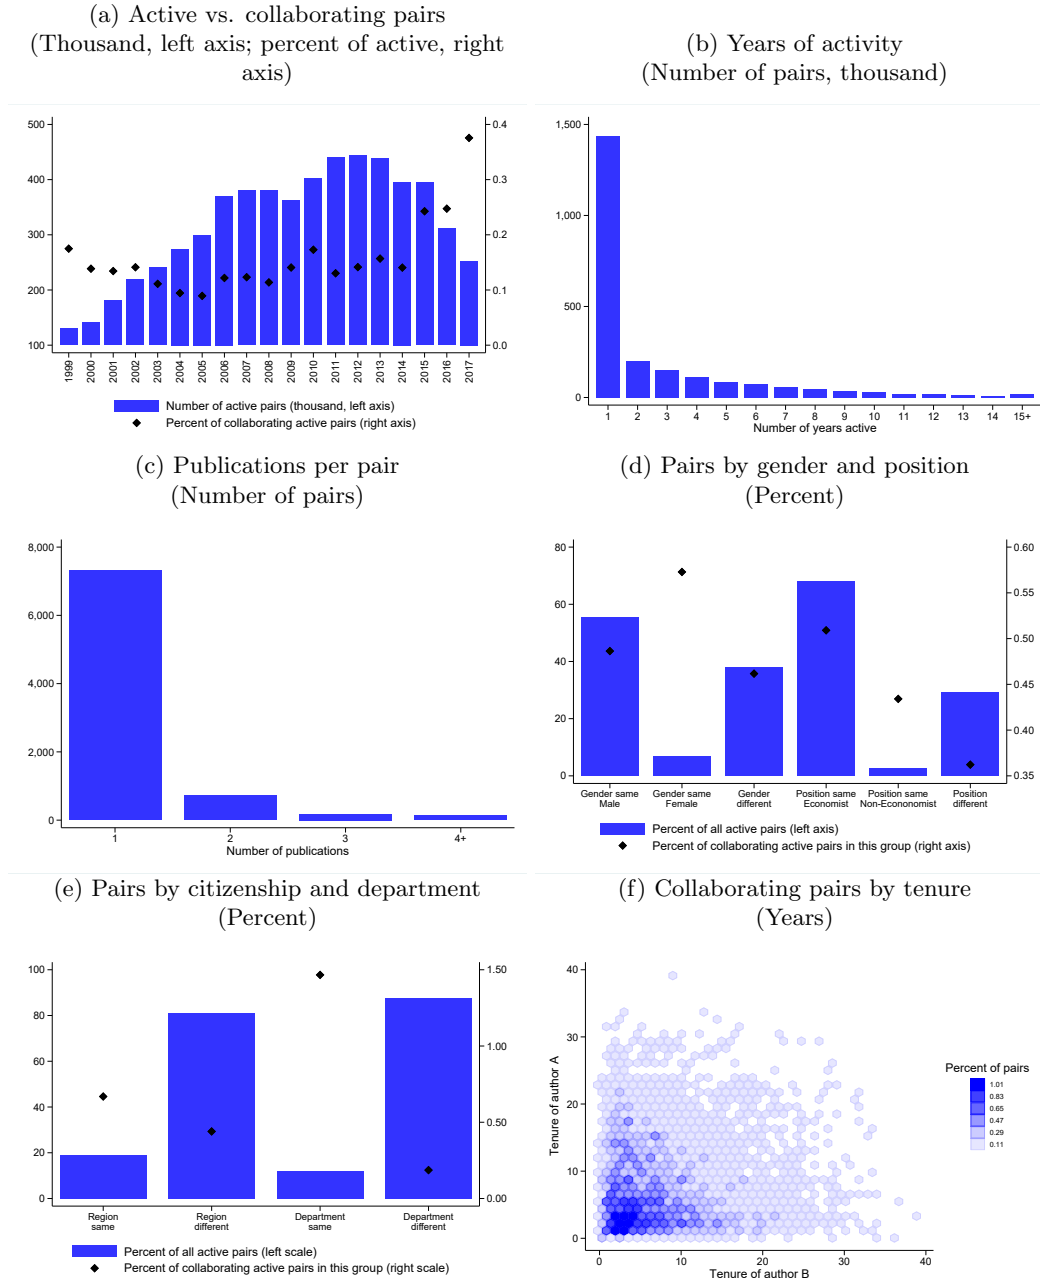 (a) Active vs. collaborating pairs
(Thousand, left axis; percent of active, right
axis)
500
400
300
200
100
0.4
0.3
0.2
0.1
0.0
1999
2000
2001
2002
2003
2004
2005
2006
2007
2008
2009
2010
2011
2012
2013
2014
2015
2016
2017
Number of active pairs (thousand, left axis)
Percent of collaborating active pairs (right axis)
(b) Years of activity
(Number of pairs, thousand)
1,500
1,000
500
0
1 2 3 4 5 6 7 8 9 10 11 12 13 14 15+
Number of years active
(c) Publications per pair
(Number of pairs)
8,000
6,000
4,000
2,000
0
1 2 3 4+
Number of publications
(d) Pairs by gender and position
(Percent)
80
60
40
20
0
0.60
0.55
0.50
0.45
0.40
0.35
Gender same Gender same Gender Position same Position same Position
Male Female different Economist Non-Econonomist different
Percent of all active pairs (left axis)
Percent of collaborating active pairs in this group (right axis)
(e) Pairs by citizenship and department
(Percent)
100
80
60
40
20
0
1.50
1.00
0.50
0.00
Region Region Department Department
same different same different
Percent of all active pairs (left scale)
Percent of collaborating active pairs in this group (right scale)
(f) Collaborating pairs by tenure
(Years)
Tenure of author A
40
30
20
10
0
0 10 20 30 40
Tenure of author B
Percent of pairs
1.01
0.83
0.65
0.47
0.29
0.11